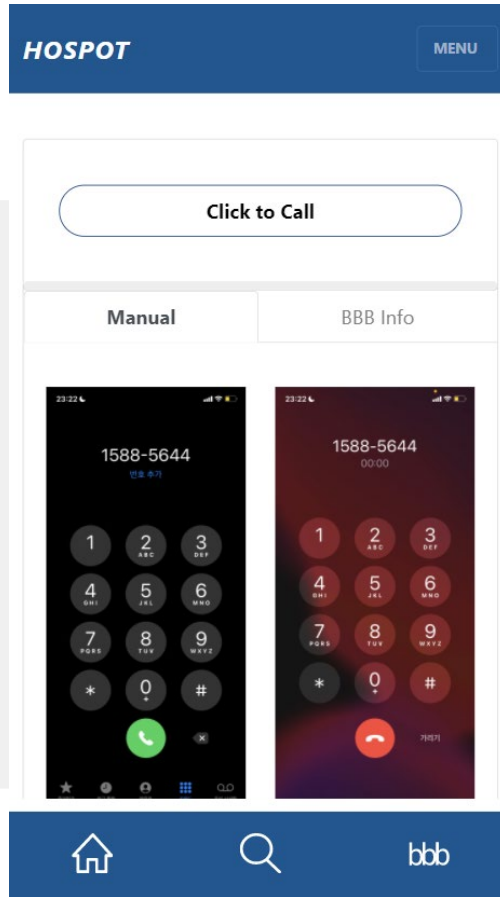 HOSPOT
MENU
Click to Call
Manual
BBB Info
23:22
23:22
1588-5644
번호 추가
1588-5644
00:00
1
2 ABC
3 DEF
4 GHI
5 JKL
6 MNO
7 PQRS
8 TUV
9 WXYZ
*
0 +
#
1
2 ABC
3 DEF
4 GHI
5 JKL
6 MNO
7 PQRS
8 TUV
9 WXYZ
*
0 +
#
가리기
bbb